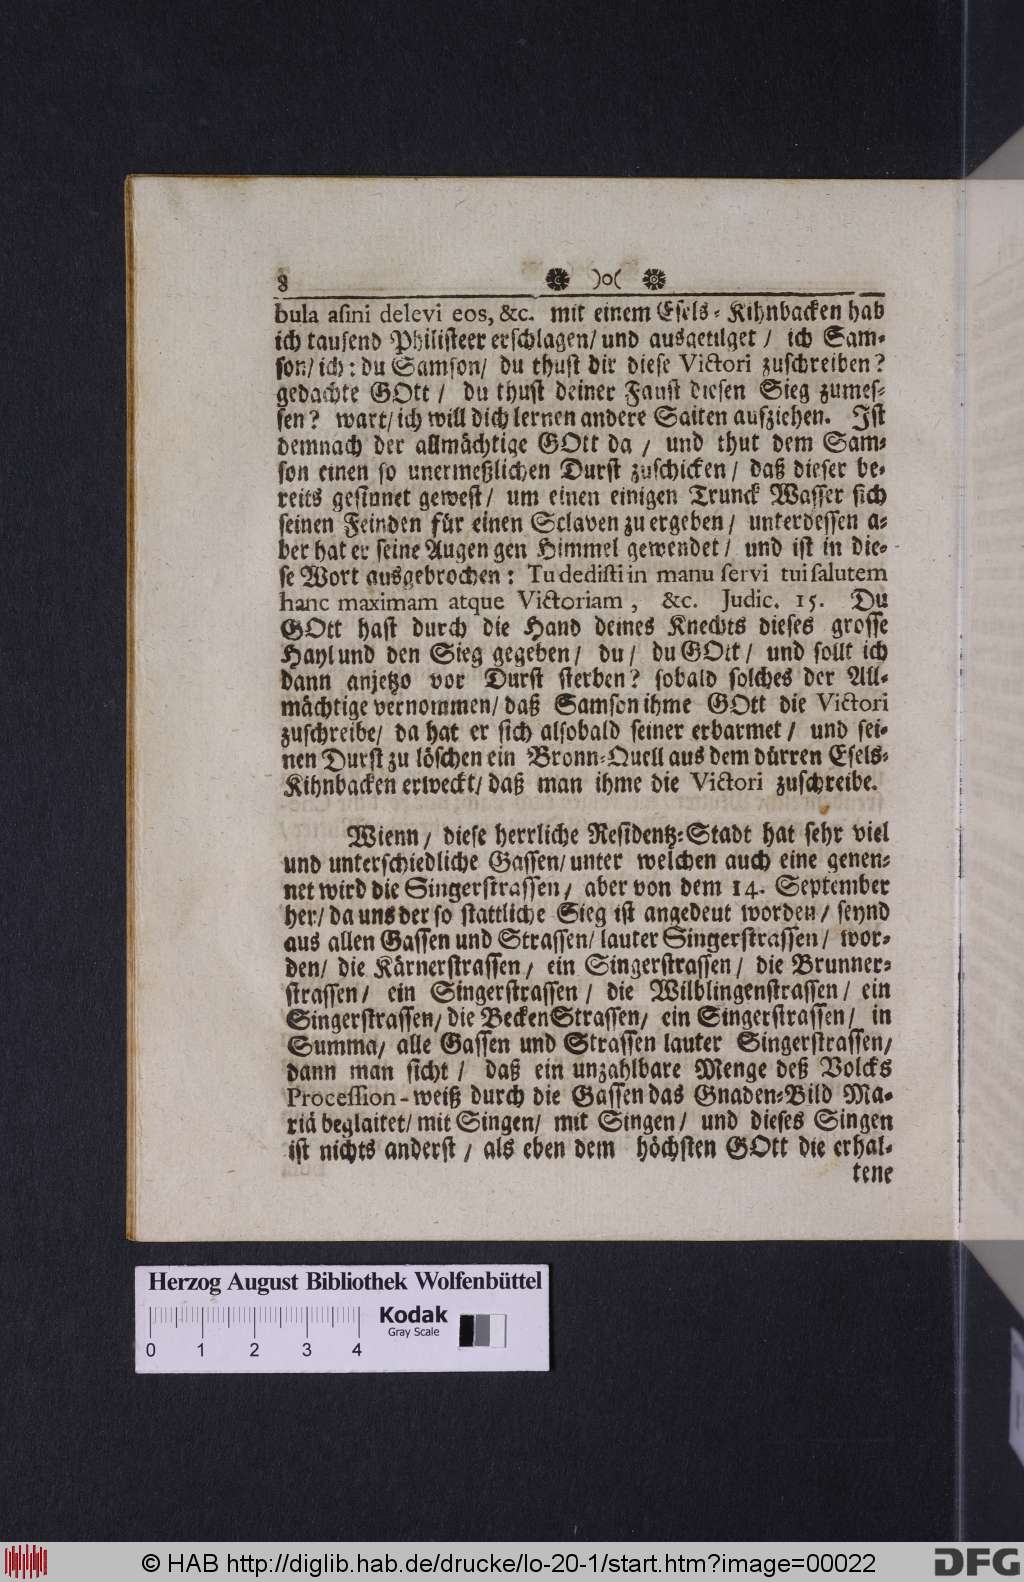 8 )o(
bula asini delevi eos, &c. mit einem Esels-Kihnbacken hab
ich tausend Philisteer erschlagen/ und ausgetilget / ich Sam-
son/ ich: du Samson/ du thust dir diese Victori zuschreiben?
gedachte GOtt / du thust deiner Faust diesen Sieg zumes-
sen? wart/ ich will dich lernen andere Saiten aufziehen. Ist
demnach der allmächtige GOtt da / und thut dem Sam-
son einen so unermeßlichen Durst zuschicken/ daß dieser be-
reits gesinnet gewest/ um einen einigen Trunck Wasser sich
seinen Feinden für einen Sclaven zu ergeben/ unterdessen a-
ber hat er seine Augen gen Himmel gewendet/ und ist in die-
se Wort ausgebrochen: Tu dedisti in manu servi tui salutem
hanc maximam atque Victoriam, &c. Judic. 15. Du
GOtt hast durch die Hand deines Knechts dieses grosse
Hayl und den Sieg gegeben/ du/ du GOtt/ und sollt ich
dann anjetzo vor Durst sterben? sobald solches der All-
mächtige vernommen/ daß Samson ihme GOtt die Victori
zuschreibe/ da hat er sich alsobald seiner erbarmet/ und sei-
nen Durst zu löschen ein Bronn-Quell aus dem dürren Esels-
Kihnbacken erweckt/ daß man ihme die Victori zuschreibe.
Wienn/ diese herrliche Residentz-Stadt hat sehr viel
und unterschiedliche Gassen/ unter welchen auch eine genen-
net wird die Singerstrassen/ aber von dem 14. September
her/ da uns der so stattliche Sieg ist angedeut worden/ seynd
aus allen Gassen und Strassen/ lauter Singerstrassen/ wor-
den/ die Kärnerstrassen/ ein Singerstrassen/ die Brunner-
strassen/ ein Singerstrassen / die Wilblingenstrassen/ ein
Singerstrassen/ die BeckenStrassen/ ein Singerstrassen/ in
Summa/ alle Gassen und Strassen lauter Singerstrassen/
dann man sicht / daß ein unzahlbare Menge deß Volcks
Procession-weiß durch die Gassen das Gnaden-Bild Ma-
riä beglaitet/ mit Singen/ mit Singen/ und dieses Singen
ist nichts anderst / als eben dem höchsten GOtt die erhal-
tene
Herzog August Bibliothek Wolfenbüttel
Kodak
Gray Scale
0 1 2 3 4
© HAB http://diglib.hab.de/drucke/lo-20-1/start.htm?image=00022
DFG